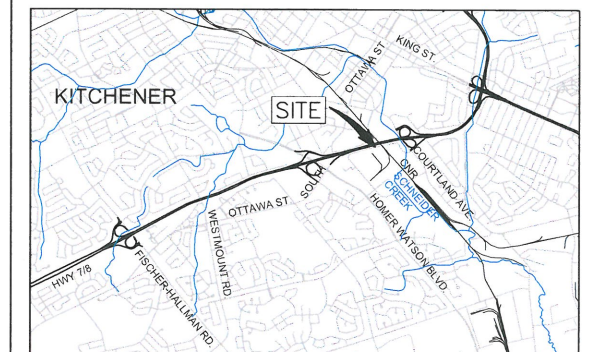 KING ST
OTTAWA ST
KITCHENER
SITE
COURTLAND AVE.
CNR
SCHNEIDER
CREEK
SOUTH
OTTAWA ST
HOMER WATSON BLVD.
WESTMOUNT RD.
FISCHER-HALLMAN RD.
HWY 7/8